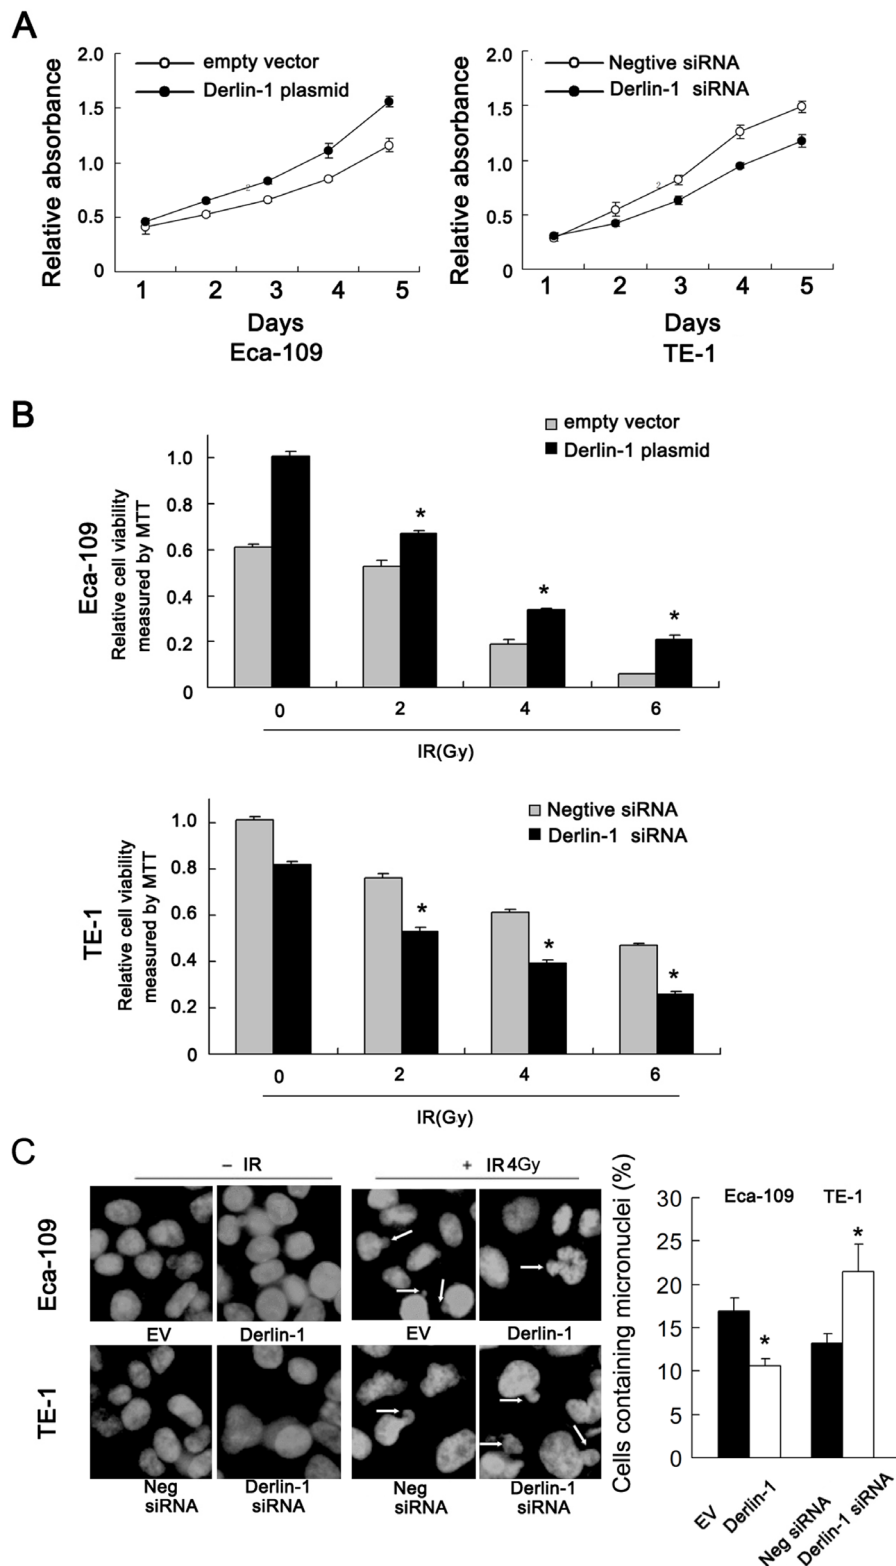 A
Relative absorbance
2.0
1.5
1.0
0.5
0
empty vector
Derlin-1 plasmid
2
1 2 3 4 5
Days
Eca-109
Relative absorbance
2.0
1.5
1.0
0.5
0
Negtive siRNA
Derlin-1 siRNA
2
1 2 3 4 5
Days
TE-1
B
empty vector
Derlin-1 plasmid
Eca-109
Relative cell viability
measured by MTT
1.0
0.8
0.6
0.4
0.2
0
*
*
*
0 2 4 6
IR(Gy)
Negtive siRNA
Derlin-1 siRNA
TE-1
Relative cell viability
measured by MTT
1.0
0.8
0.6
0.4
0.2
0
*
*
*
0 2 4 6
IR(Gy)
C
– IR
+ IR 4Gy
Eca-109
EV
Derlin-1
EV
Derlin-1
TE-1
Neg
siRNA
Derlin-1
siRNA
Neg
siRNA
Derlin-1
siRNA
Cells containing micronuclei (%)
30
25
20
15
10
5
0
Eca-109 TE-1
*
*
EV
Derlin-1
Neg siRNA
Derlin-1 siRNA